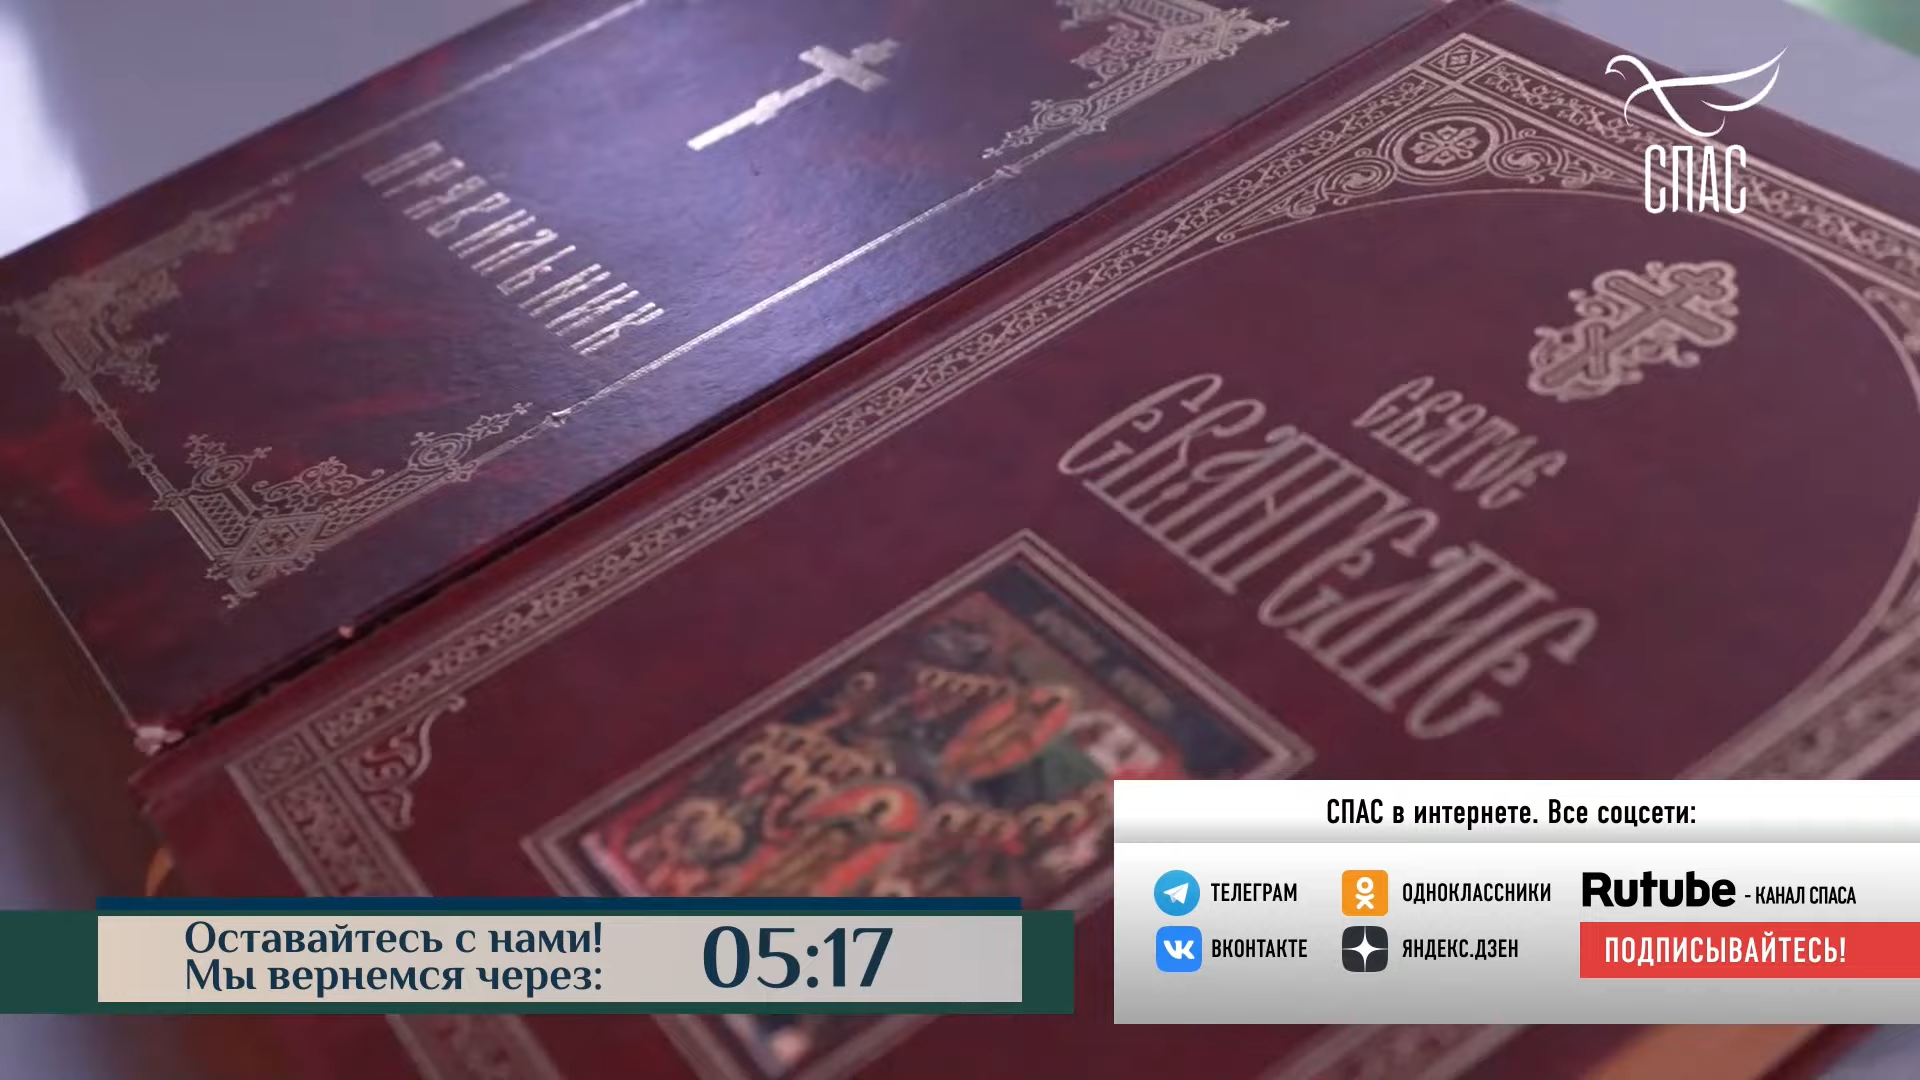 СПАС
ПРАВИЛЬНИК
СВЯТОЕ
ЕВАНГЕЛИЕ
СПАС в интернете. Все соцсети:
ТЕЛЕГРАМ
ОДНОКЛАССНИКИ
Rutube - КАНАЛ СПАСА
ВКОНТАКТЕ
ЯНДЕКС.ДЗЕН
ПОДПИСЫВАЙТЕСЬ!
Оставайтесь с нами!
Мы вернемся через:
05:17